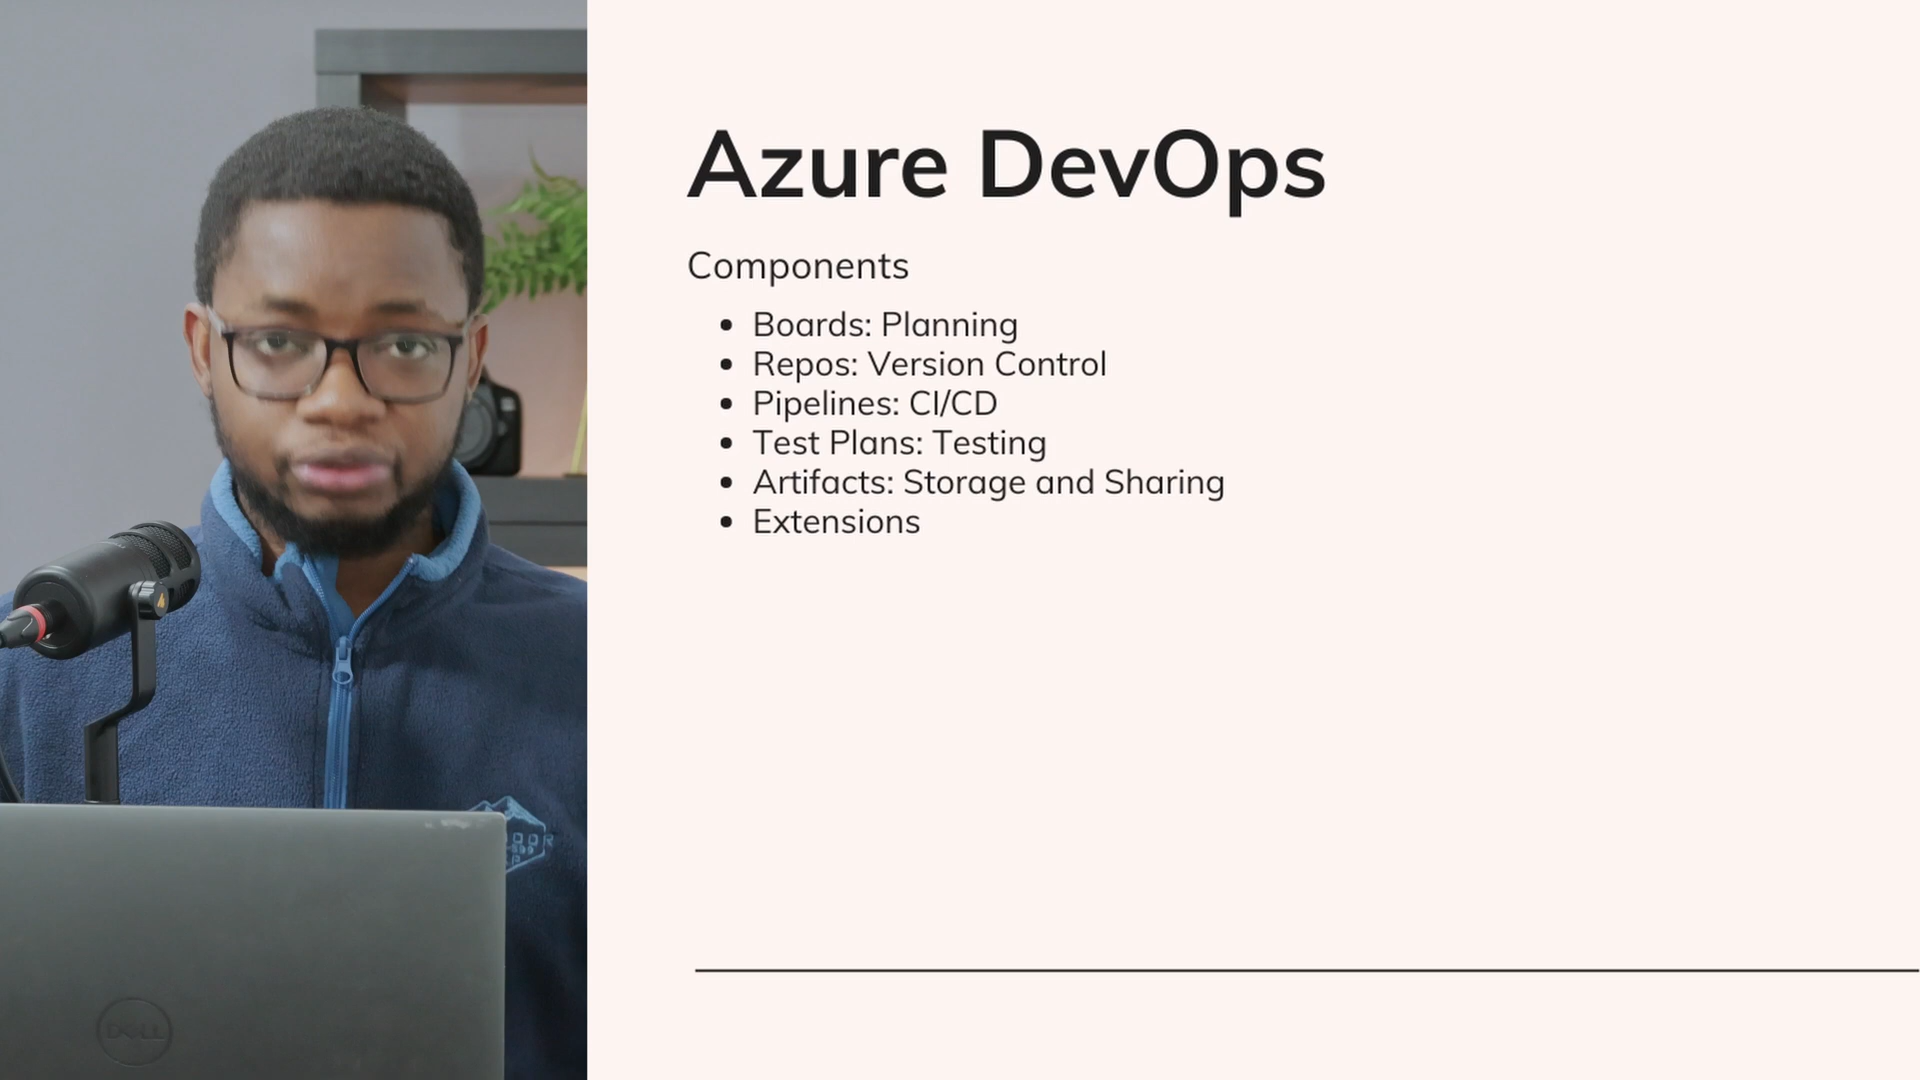 Azure DevOps
Components
• Boards: Planning
• Repos: Version Control
• Pipelines: CI/CD
• Test Plans: Testing
• Artifacts: Storage and Sharing
• Extensions
DELL